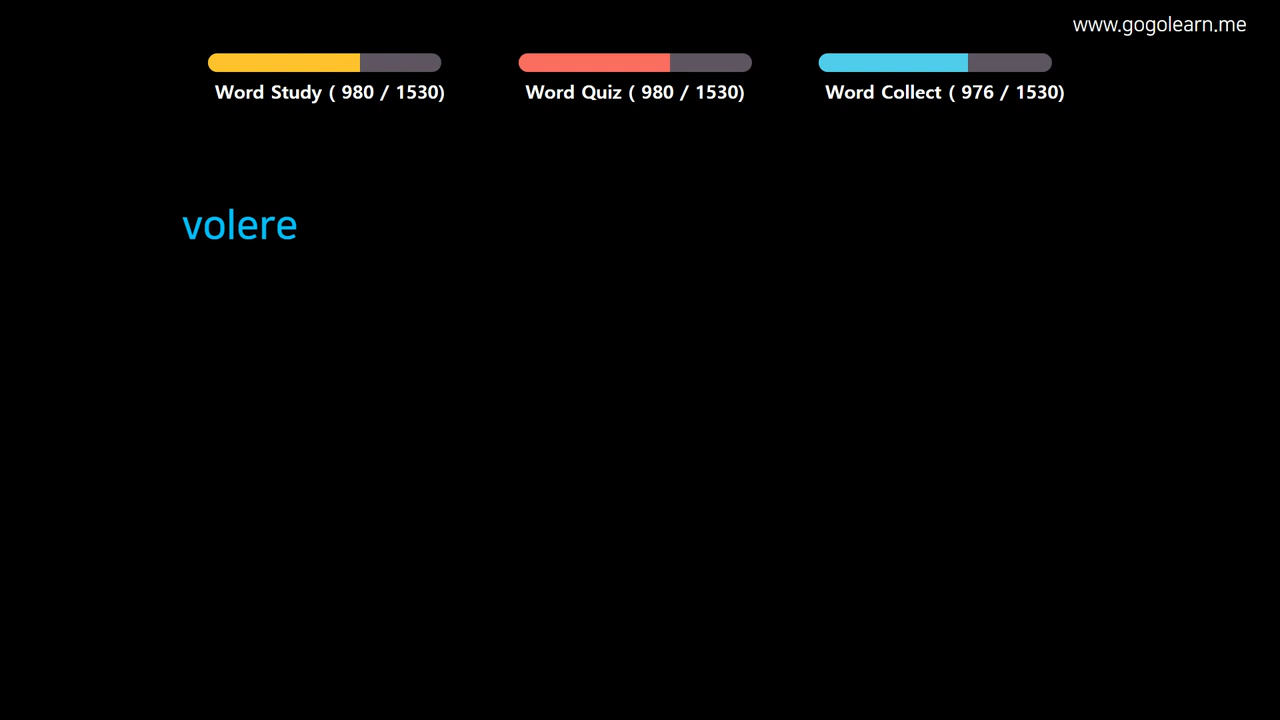 www.gogolearn.me
Word Study ( 980 / 1530)
Word Quiz ( 980 / 1530)
Word Collect ( 976 / 1530)
volere